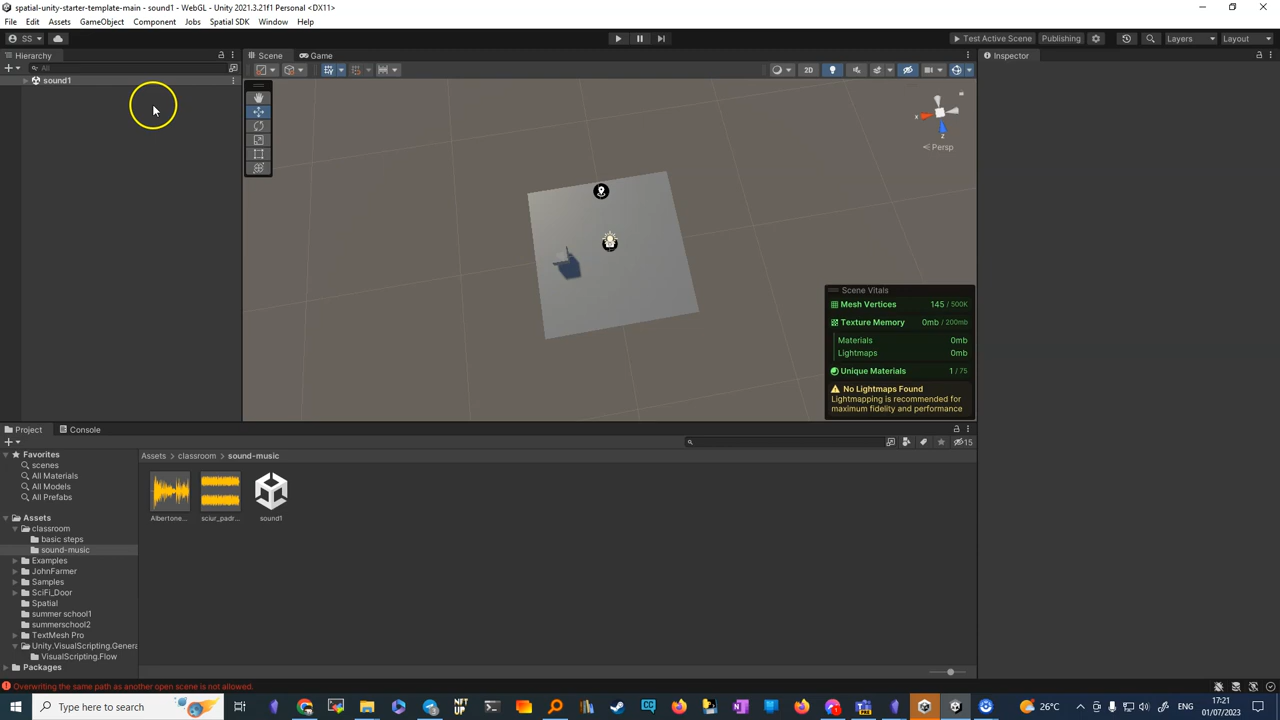 spatial-unity-starter-template-main - sound1 - WebGL - Unity 2021.3.21f1 Personal <DX11>
File Edit Assets GameObject Component Jobs Spatial SDK Window Help
SS Test Active Scene Publishing Layers Layout
Hierarchy Scene Game Inspector
All
2D
sound1
x
z
Persp
Scene Vitals
Mesh Vertices 145 / 500K
Texture Memory 0mb / 200mb
Materials 0mb
Lightmaps 0mb
Unique Materials 1 / 75
No Lightmaps Found
Lightmapping is recommended for
maximum fidelity and performance
Project Console
15
Favorites
scenes
All Materials
All Models
All Prefabs
Assets
classroom
basic steps
sound-music
Examples
JohnFarmer
Samples
SciFi_Door
Spatial
summer school1
summerschool2
TextMesh Pro
Unity.VisualScripting.Genera
VisualScripting.Flow
Packages
Assets classroom sound-music
Albertone... sciur_padr... sound1
Overwriting the same path as another open scene is not allowed.
Type here to search
26°C
ENG
17:21
01/07/2023